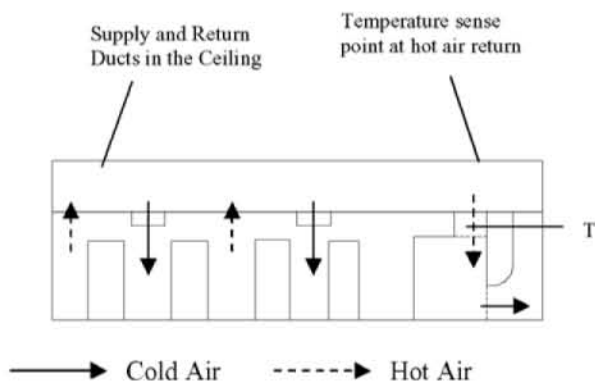 Supply and Return
Ducts in the Ceiling
Temperature sense
point at hot air return
T
Cold Air
Hot Air